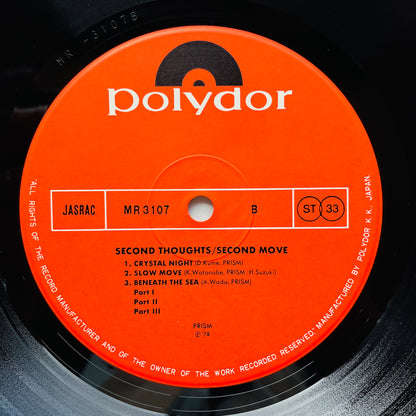 MR-3107B
polydor
JASRAC MR 3107 B ST 33
SECOND THOUGHTS/SECOND MOVE
1. CRYSTAL NIGHT (D.Kume, PRISM)
2. SLOW MOVE (K.Watanabe, PRISM H.Suzuki)
3. BENEATH THE SEA (A.Wada, PRISM)
Part I
Part II
Part III
PRISM
Ⓟ '78
"ALL RIGHTS OF THE RECORD MANUFACTURER AND OF THE OWNER OF THE WORK RECORDED RESERVED. MANUFACTURED BY POLYDOR K.K., JAPAN.